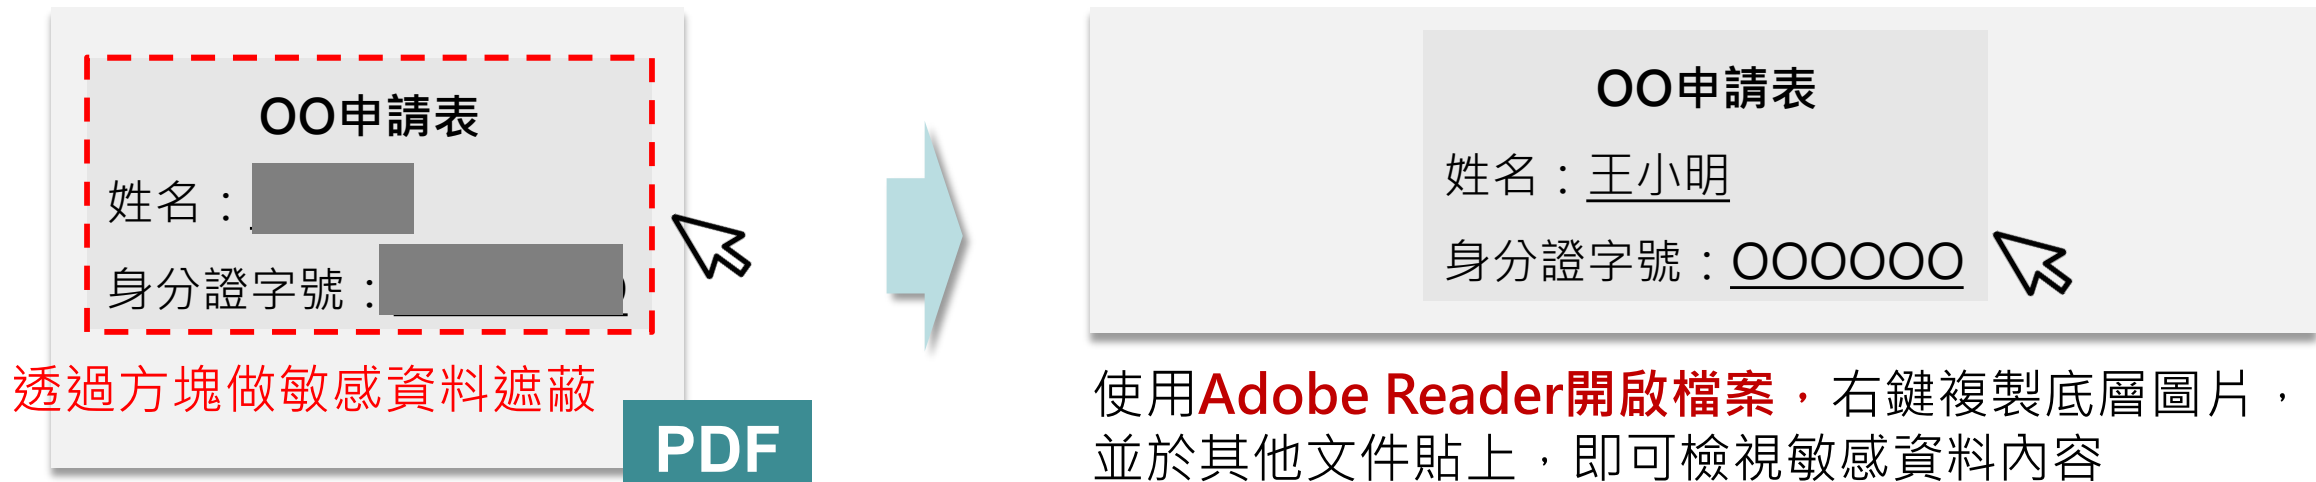 OO申請表
姓名：
身分證字號：
透過方塊做敏感資料遮蔽
PDF
OO申請表
姓名：王小明
身分證字號：OOOOOO
使用Adobe Reader開啟檔案，右鍵複製底層圖片，
並於其他文件貼上，即可檢視敏感資料內容